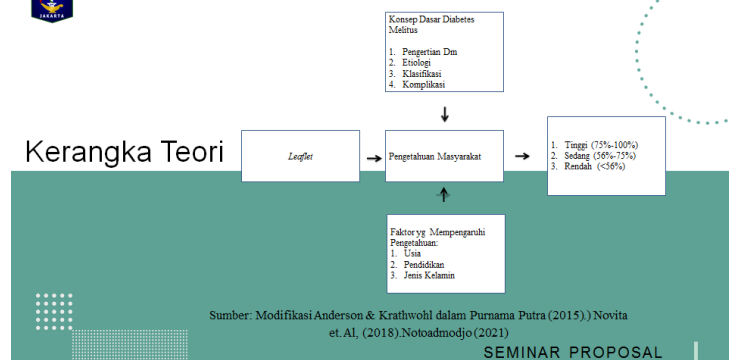 JAKARTA
Konsep Dasar Diabetes
Melitus
1. Pengertian Dm
2. Etiologi
3. Klasifikasi
4. Komplikasi
Kerangka Teori
Leaflet
Pengetahuan Masyarakat
1. Tinggi (75%-100%)
2. Sedang (56%-75%)
3. Rendah (<56%)
Faktor yg Mempengaruhi
Pengetahuan:
1. Usia
2. Pendidikan
3. Jenis Kelamin
Sumber: Modifikasi Anderson & Krathwohl dalam Purnama Putra (2015).) Novita
et. Al, (2018).Notoadmodjo (2021)
SEMINAR PROPOSAL